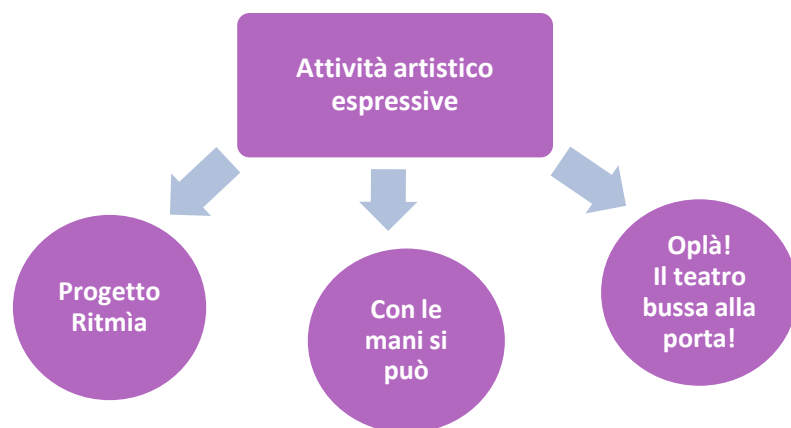 Attività artistico
espressive
Progetto
Ritmìa
Con le
mani si
può
Oplà!
Il teatro
bussa alla
porta!